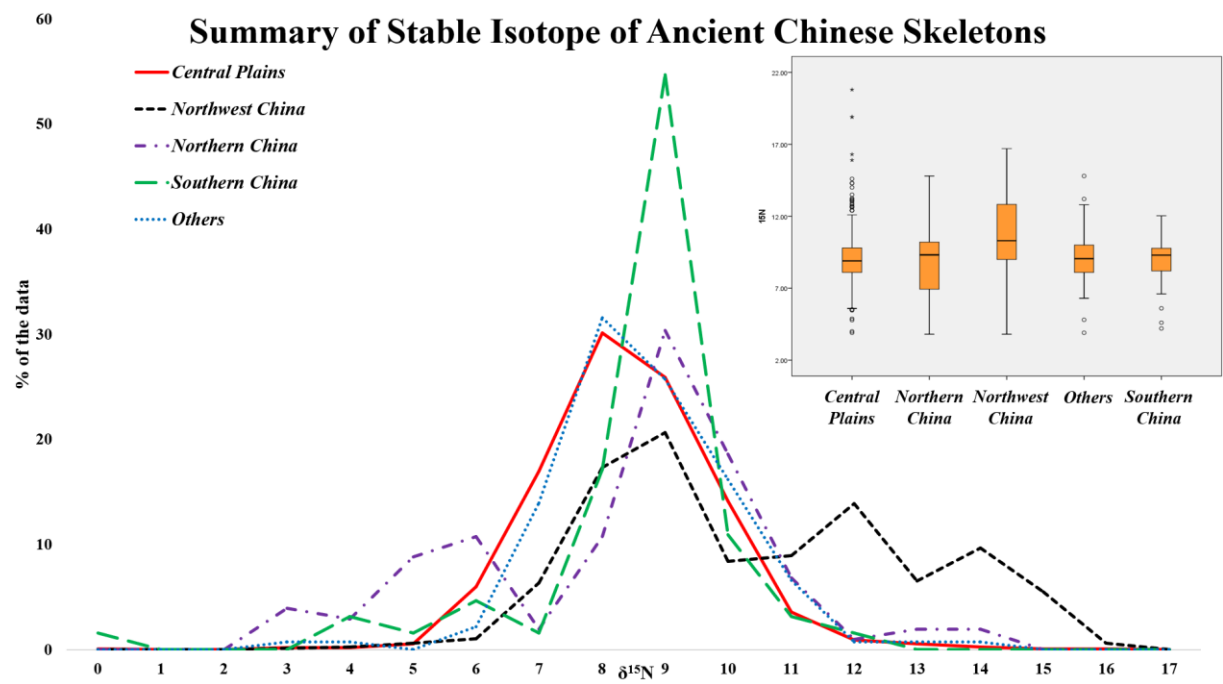 Summary of Stable Isotope of Ancient Chinese Skeletons
60
50
40
30
20
10
0
% of the data
Central Plains
Northwest China
Northern China
Southern China
Others
0 1 2 3 4 5 6 7 8 9 10 11 12 13 14 15 16 17
δ¹⁵N
22.00
17.00
12.00
7.00
2.00
15N
Central
Plains
Northern
China
Northwest
China
Others
Southern
China